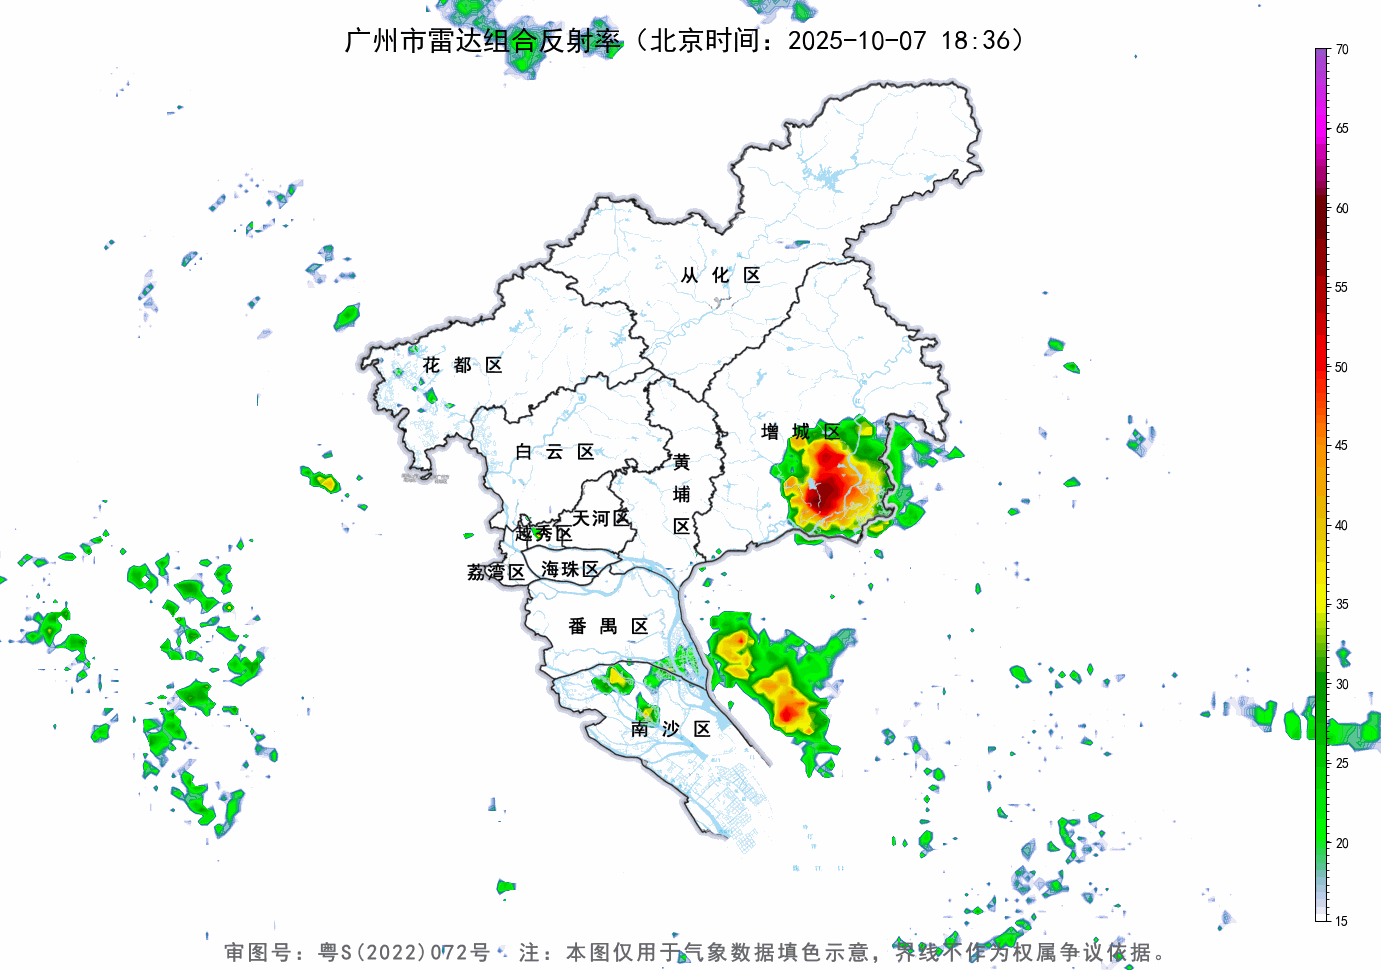 广州市雷达组合反射率（北京时间：2025-10-07 18:36）
70
65
60
55
50
45
40
35
30
25
20
15
从化区
花都区
增城区
白云区
黄埔区
天河区
越秀区
海珠区
荔湾区
番禺区
南沙区
审图号：粤S(2022)072号 注：本图仅用于气象数据填色示意，界线不作为权属争议依据。